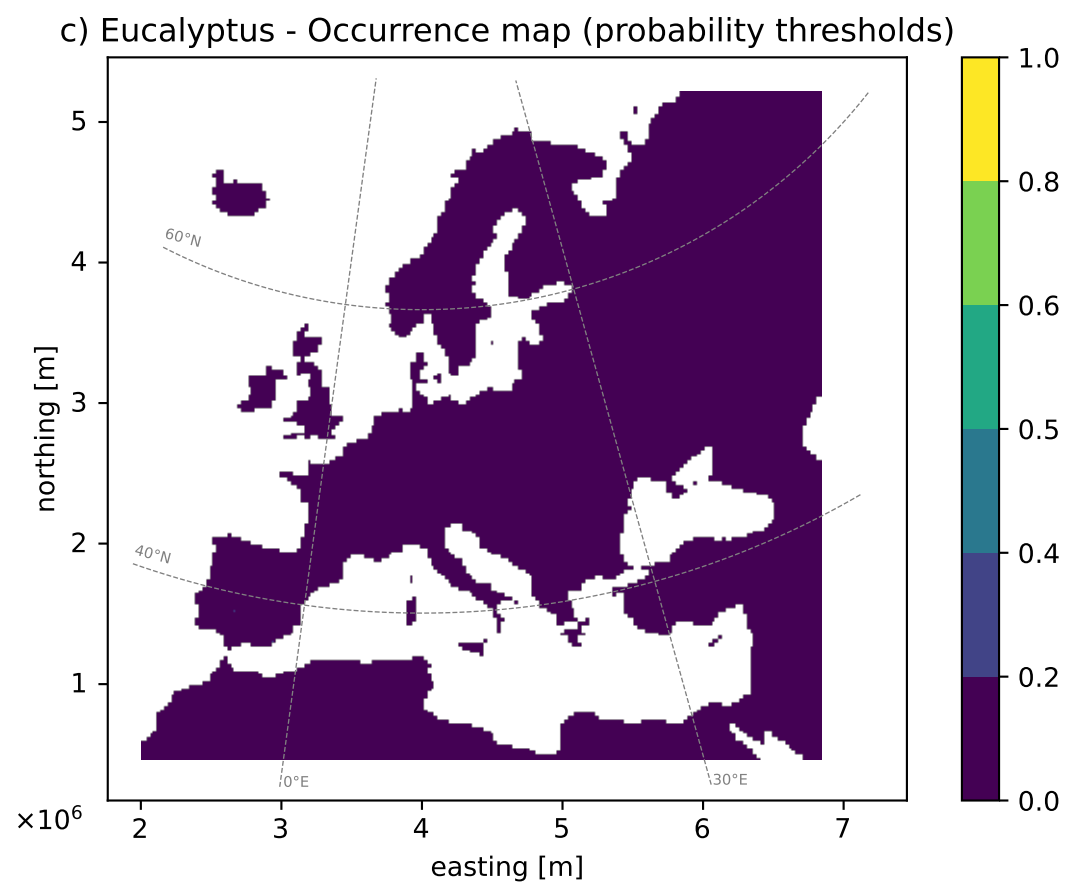 c) Eucalyptus - Occurrence map (probability thresholds)
northing [m]
5
4
3
2
1
60°N
40°N
0°E
30°E
×10⁶
2 3 4 5 6 7
easting [m]
1.0
0.8
0.6
0.5
0.4
0.2
0.0